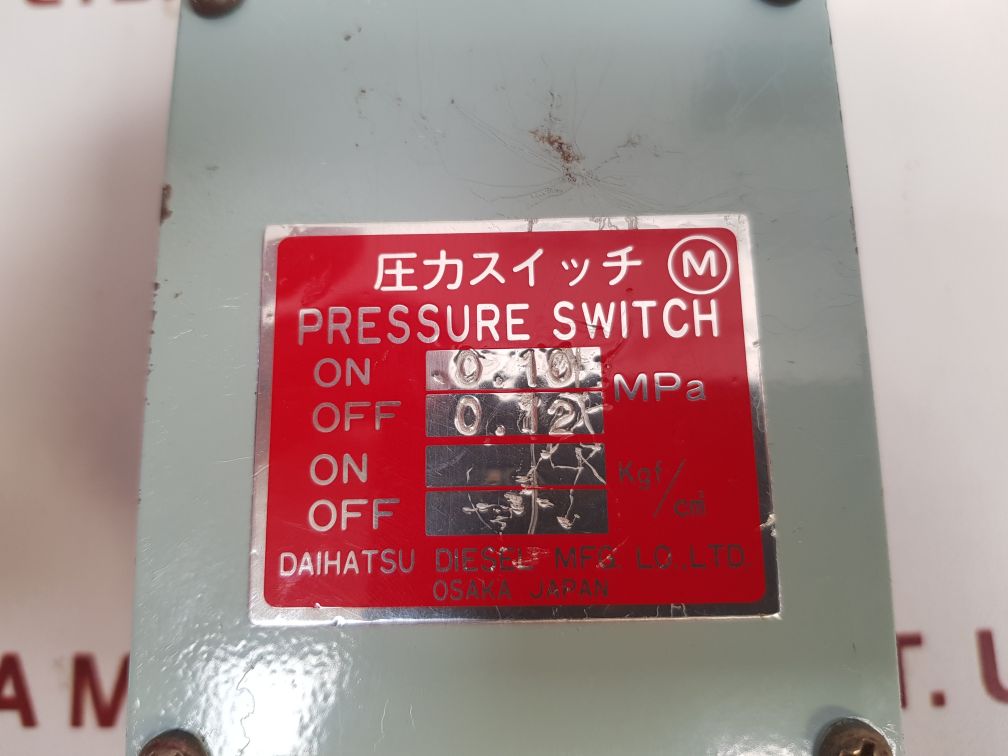 圧力スイッチ Ⓜ
PRESSURE SWITCH
ON 0.10 MPa
OFF 0.12
ON Kgf/cm²
OFF
DAIHATSU DIESEL MFG. CO., LTD.
OSAKA JAPAN
AM
T. U